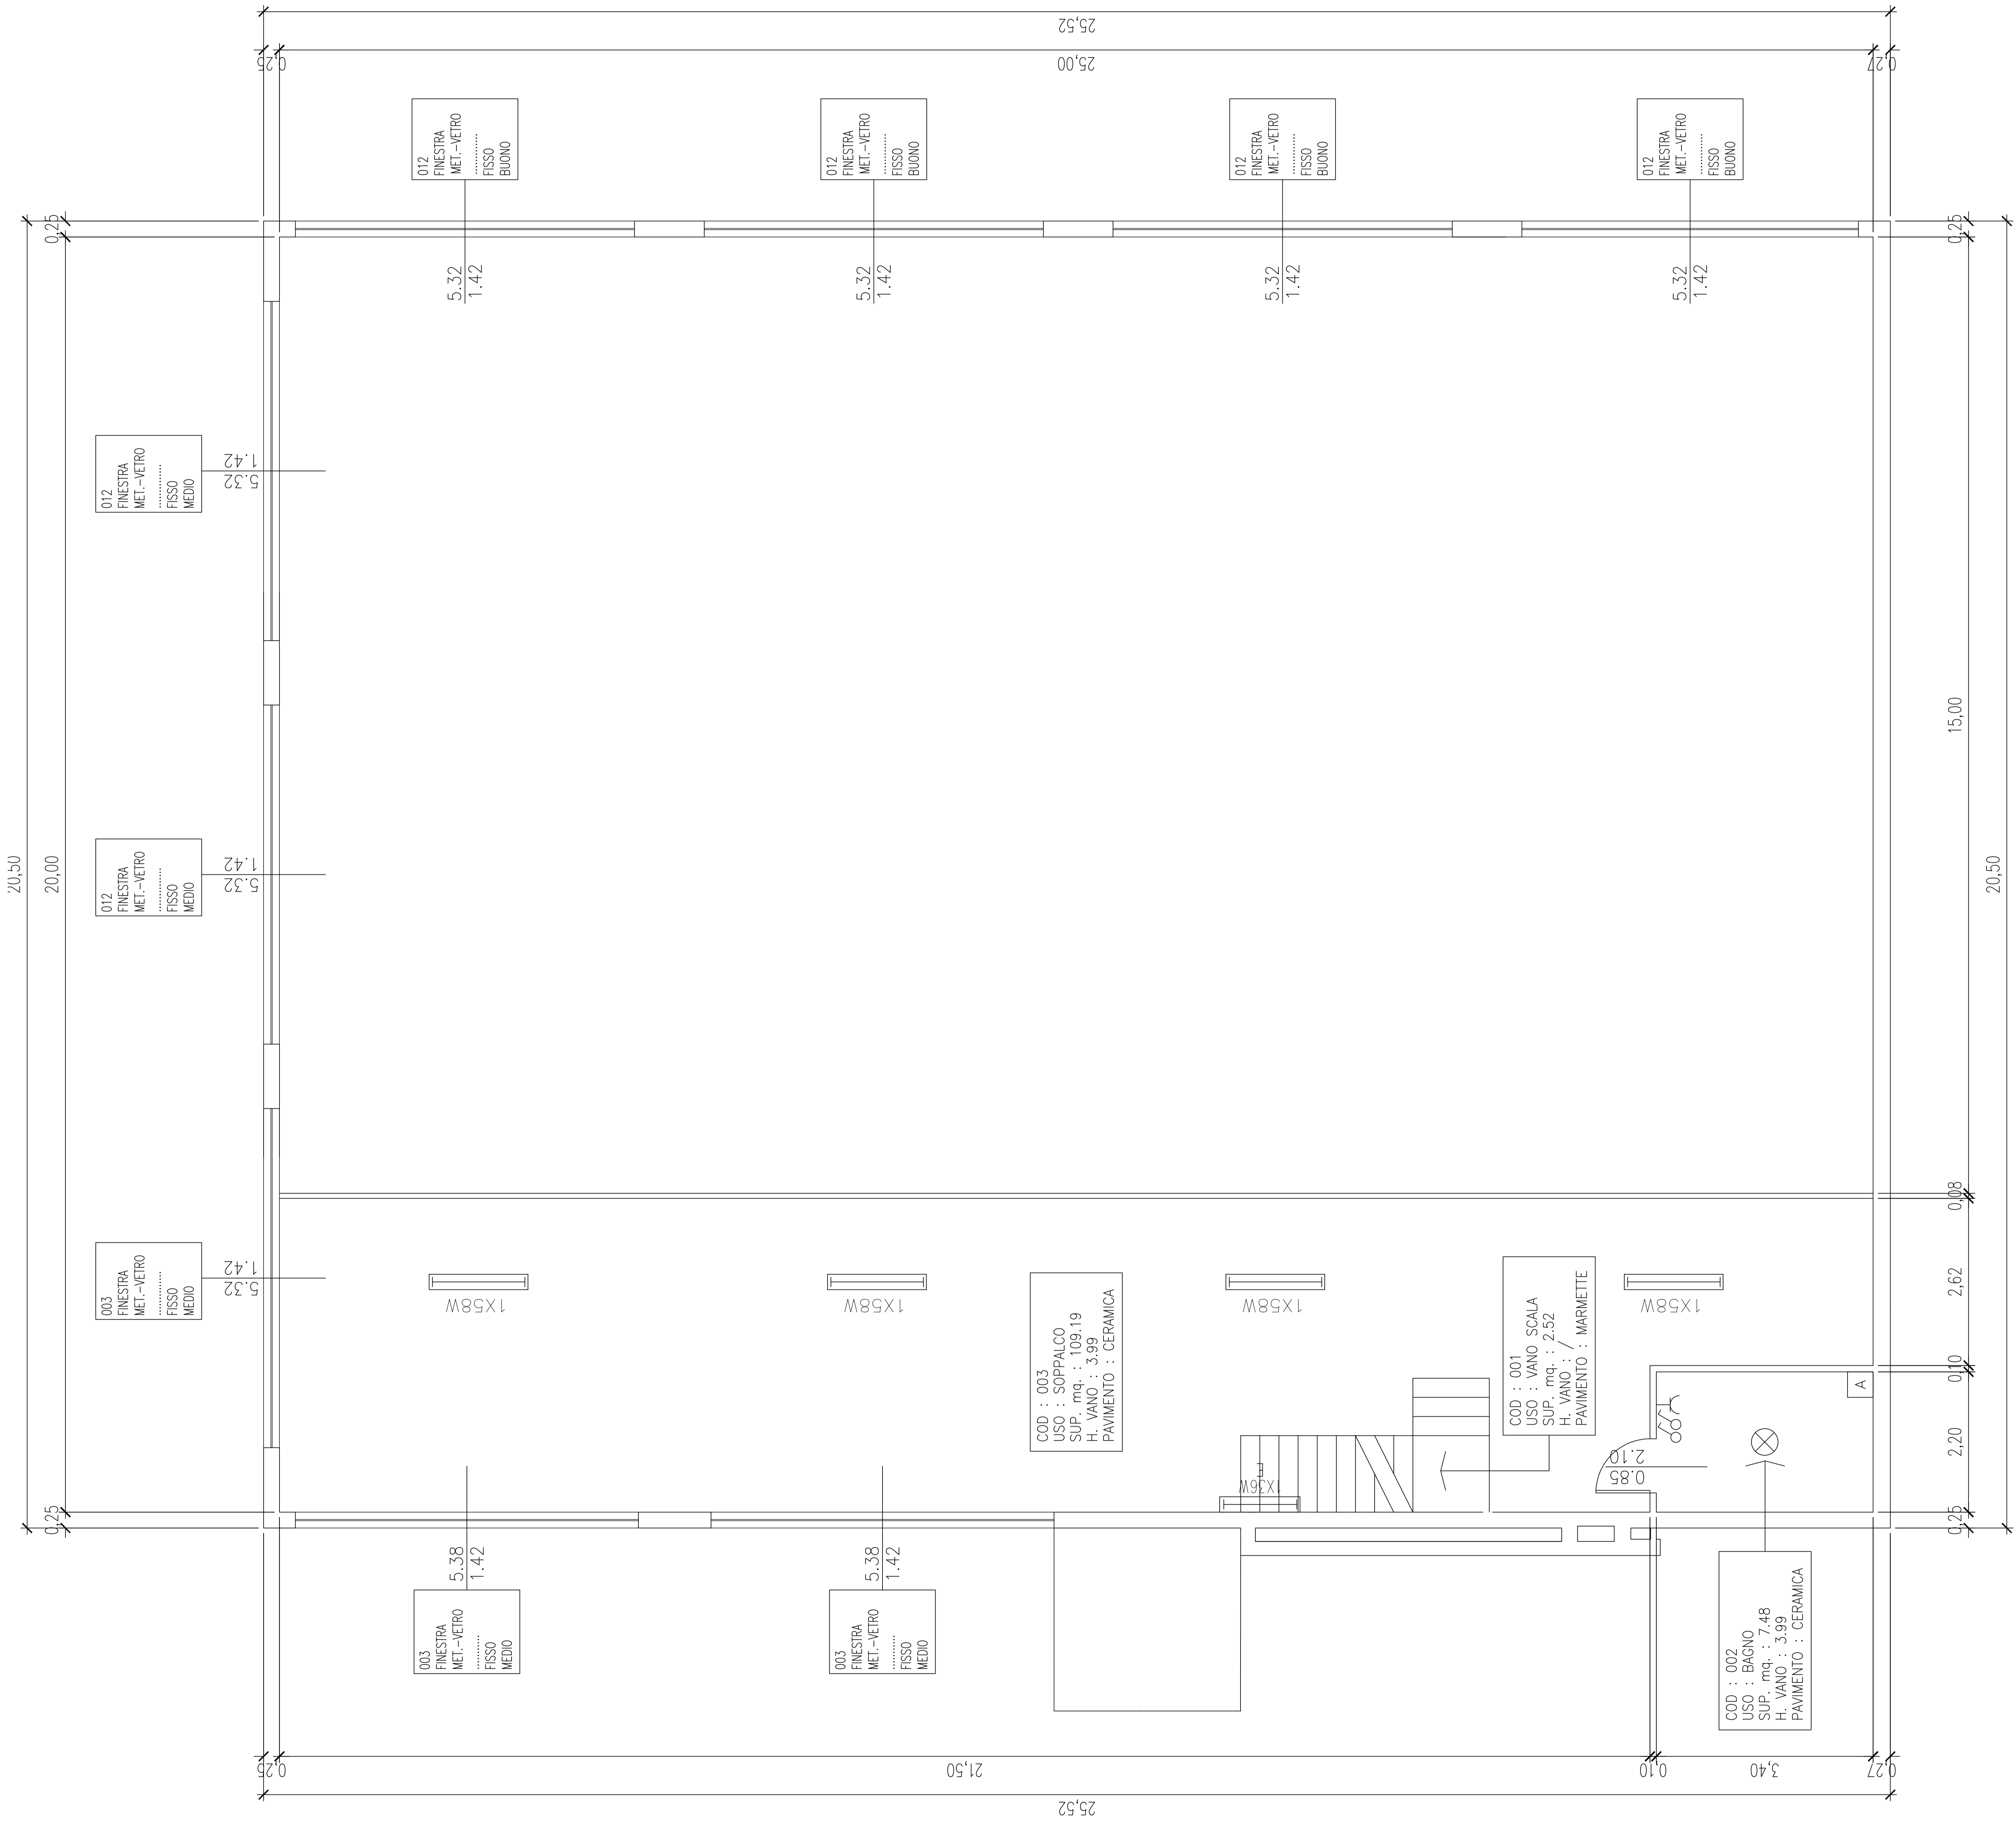 25,52
0,25
25,00
0,27
012
FINESTRA
MET.-VETRO
............
FISSO
BUONO
012
FINESTRA
MET.-VETRO
............
FISSO
BUONO
012
FINESTRA
MET.-VETRO
............
FISSO
BUONO
012
FINESTRA
MET.-VETRO
............
FISSO
BUONO
5.32
1.42
5.32
1.42
5.32
1.42
5.32
1.42
20,50
0,25
20,00
0,25
012
FINESTRA
MET.-VETRO
............
FISSO
MEDIO
5.32
1.42
012
FINESTRA
MET.-VETRO
............
FISSO
MEDIO
5.32
1.42
003
FINESTRA
MET.-VETRO
............
FISSO
MEDIO
5.32
1.42
0,25
15,00
0,08
2,62
0,10
2,20
0,25
20,50
1X58W
1X58W
1X58W
1X58W
COD : 003
USO : SOPPALCO
SUP. mq. : 109.19
H. VANO : 3.99
PAVIMENTO : CERAMICA
COD : 001
USO : VANO SCALA
SUP. mq. : 2.52
H. VANO : /
PAVIMENTO : MARMETTE
1X36W
0.85
2.10
A
5.38
1.42
003
FINESTRA
MET.-VETRO
............
FISSO
MEDIO
5.38
1.42
003
FINESTRA
MET.-VETRO
............
FISSO
MEDIO
COD : 002
USO : BAGNO
SUP. mq. : 7.48
H. VANO : 3.99
PAVIMENTO : CERAMICA
0,25
21,50
0,10
3,40
0,27
25,52